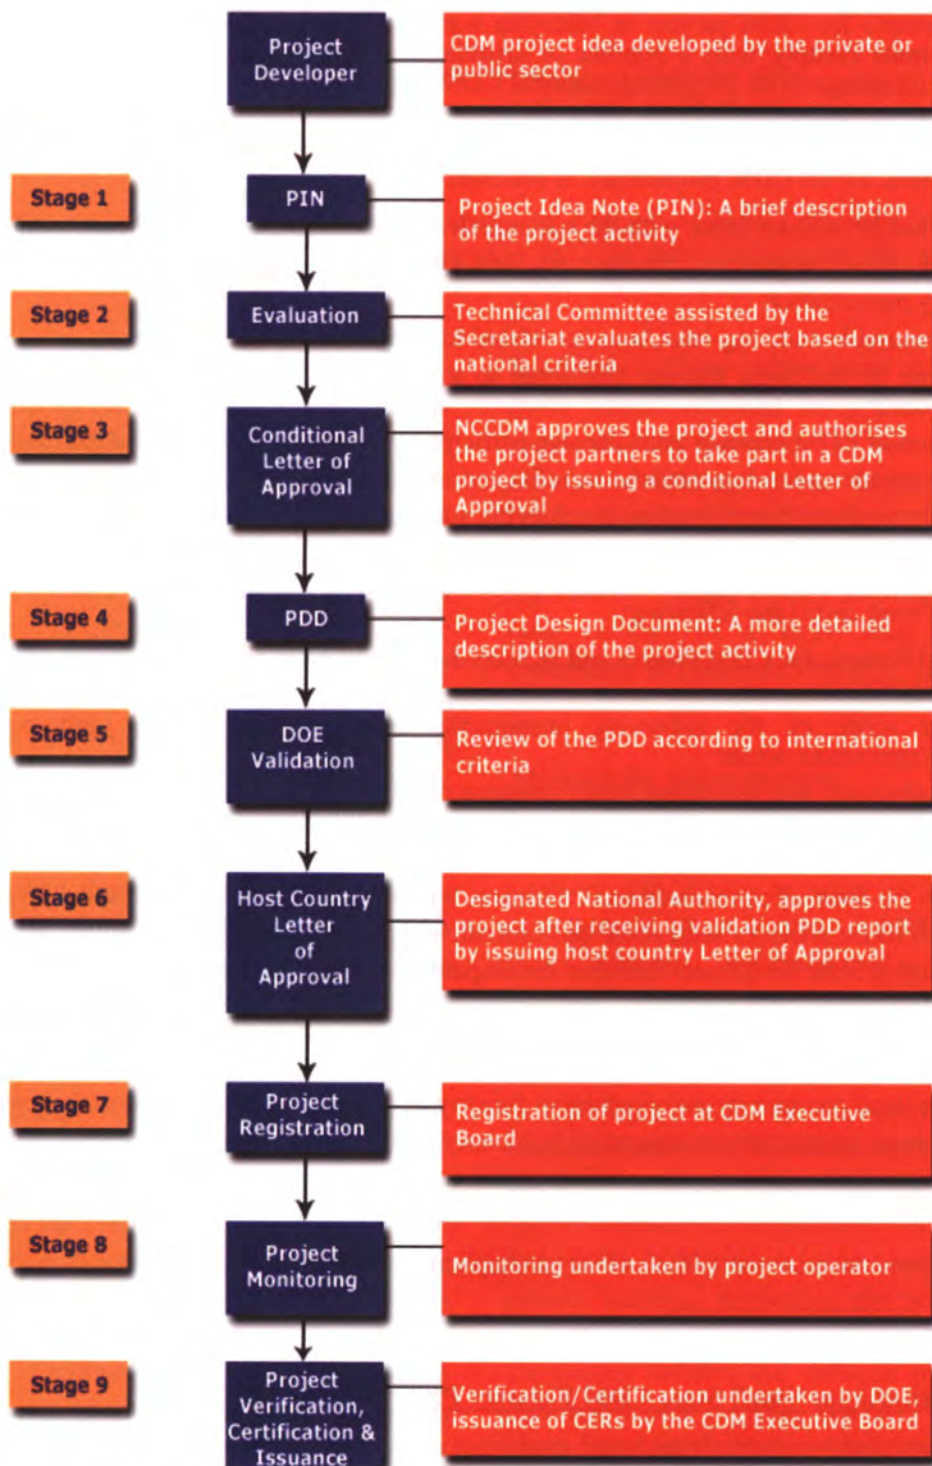 Project
Developer
CDM project idea developed by the private or
public sector
Stage 1
PIN
Project Idea Note (PIN): A brief description
of the project activity
Stage 2
Evaluation
Technical Committee assisted by the
Secretariat evaluates the project based on the
national criteria
Stage 3
Conditional
Letter of
Approval
NCCDM approves the project and authorises
the project partners to take part in a CDM
project by issuing a conditional Letter of
Approval
Stage 4
PDD
Project Design Document: A more detailed
description of the project activity
Stage 5
DOE
Validation
Review of the PDD according to international
criteria
Stage 6
Host Country
Letter
of
Approval
Designated National Authority, approves the
project after receiving validation PDD report
by issuing host country Letter of Approval
Stage 7
Project
Registration
Registration of project at CDM Executive
Board
Stage 8
Project
Monitoring
Monitoring undertaken by project operator
Stage 9
Project
Verification,
Certification &
Issuance
Verification/Certification undertaken by DOE,
issuance of CERs by the CDM Executive Board